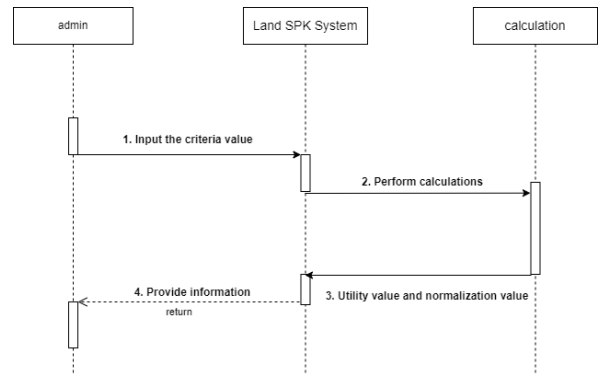 admin
Land SPK System
calculation
1. Input the criteria value
2. Perform calculations
3. Utility value and normalization value
4. Provide information
return